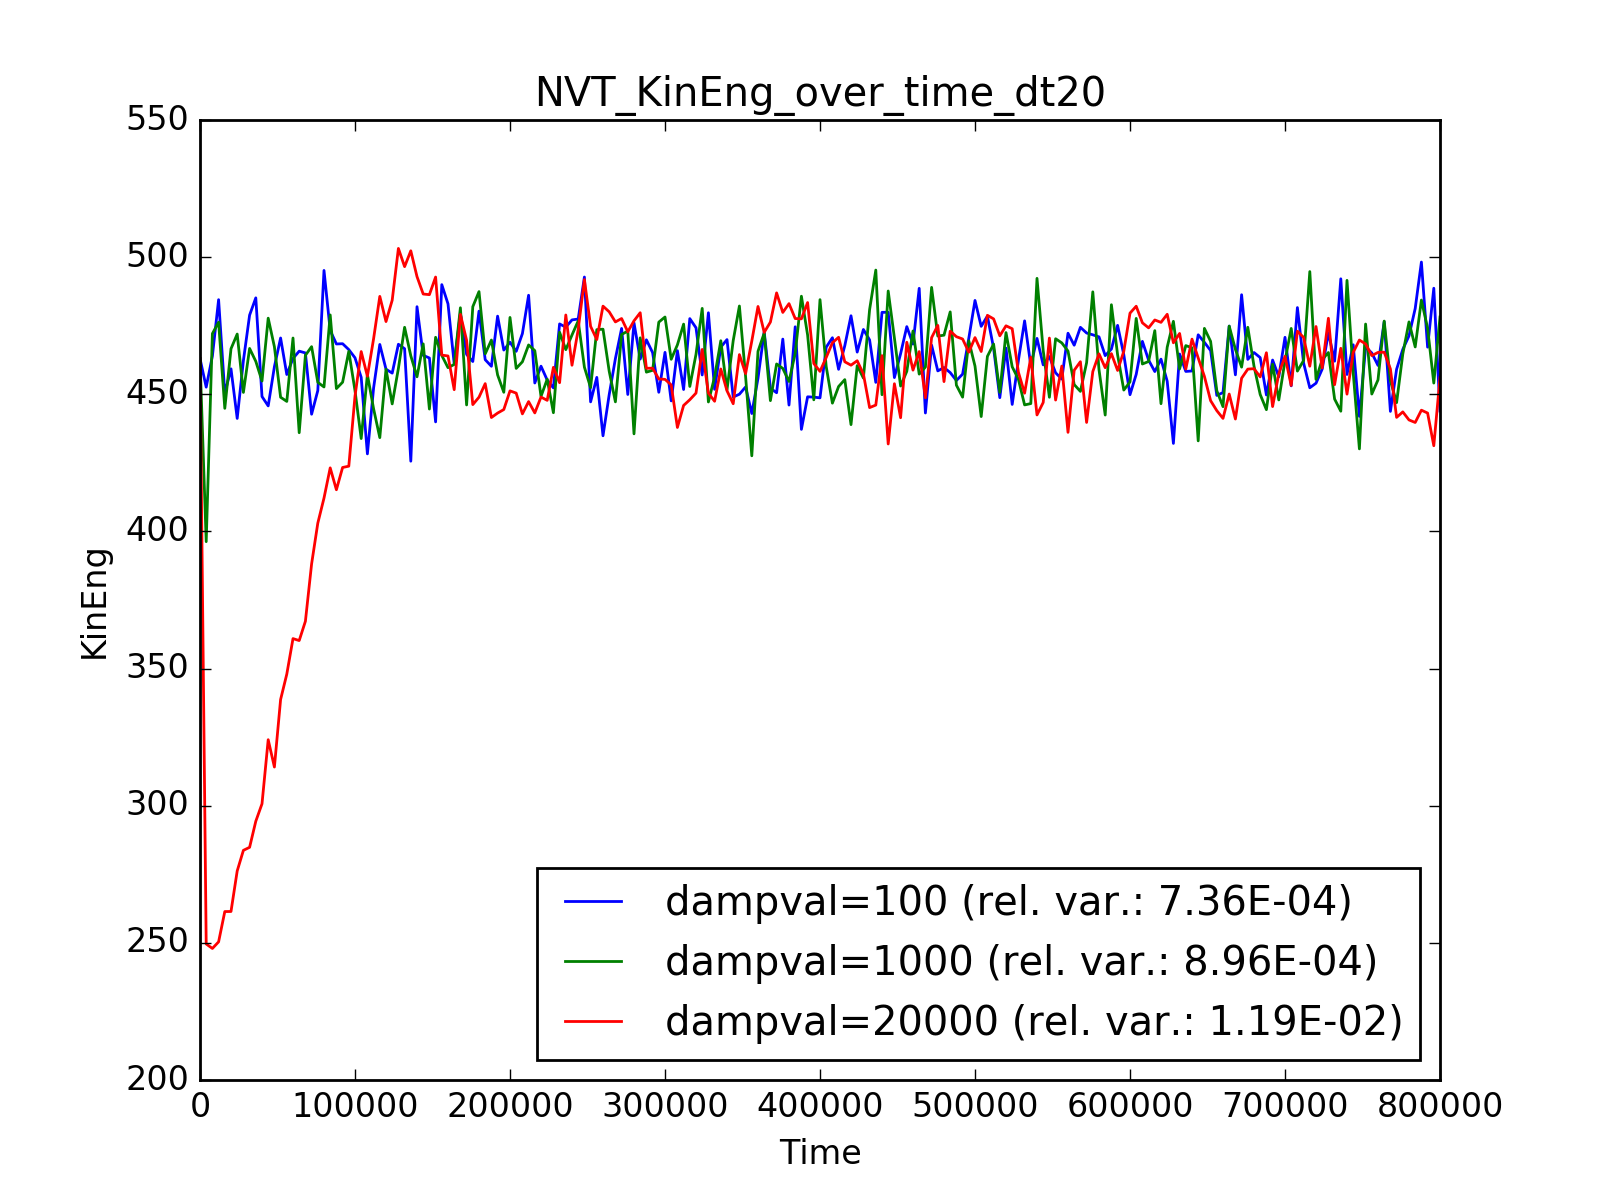 NVT_KinEng_over_time_dt20
550
500
450
400
350
300
250
200
KinEng
dampval=100 (rel. var.: 7.36E-04)
dampval=1000 (rel. var.: 8.96E-04)
dampval=20000 (rel. var.: 1.19E-02)
0 100000 200000 300000 400000 500000 600000 700000 800000
Time